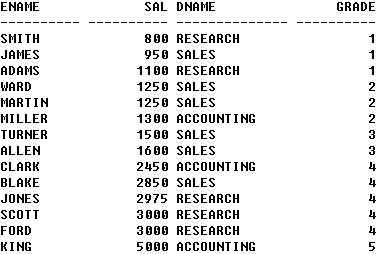 ENAME SAL DNAME GRADE
---------- ---------- -------------- ----------
SMITH 800 RESEARCH 1
JAMES 950 SALES 1
ADAMS 1100 RESEARCH 1
WARD 1250 SALES 2
MARTIN 1250 SALES 2
MILLER 1300 ACCOUNTING 2
TURNER 1500 SALES 3
ALLEN 1600 SALES 3
CLARK 2450 ACCOUNTING 4
BLAKE 2850 SALES 4
JONES 2975 RESEARCH 4
SCOTT 3000 RESEARCH 4
FORD 3000 RESEARCH 4
KING 5000 ACCOUNTING 5